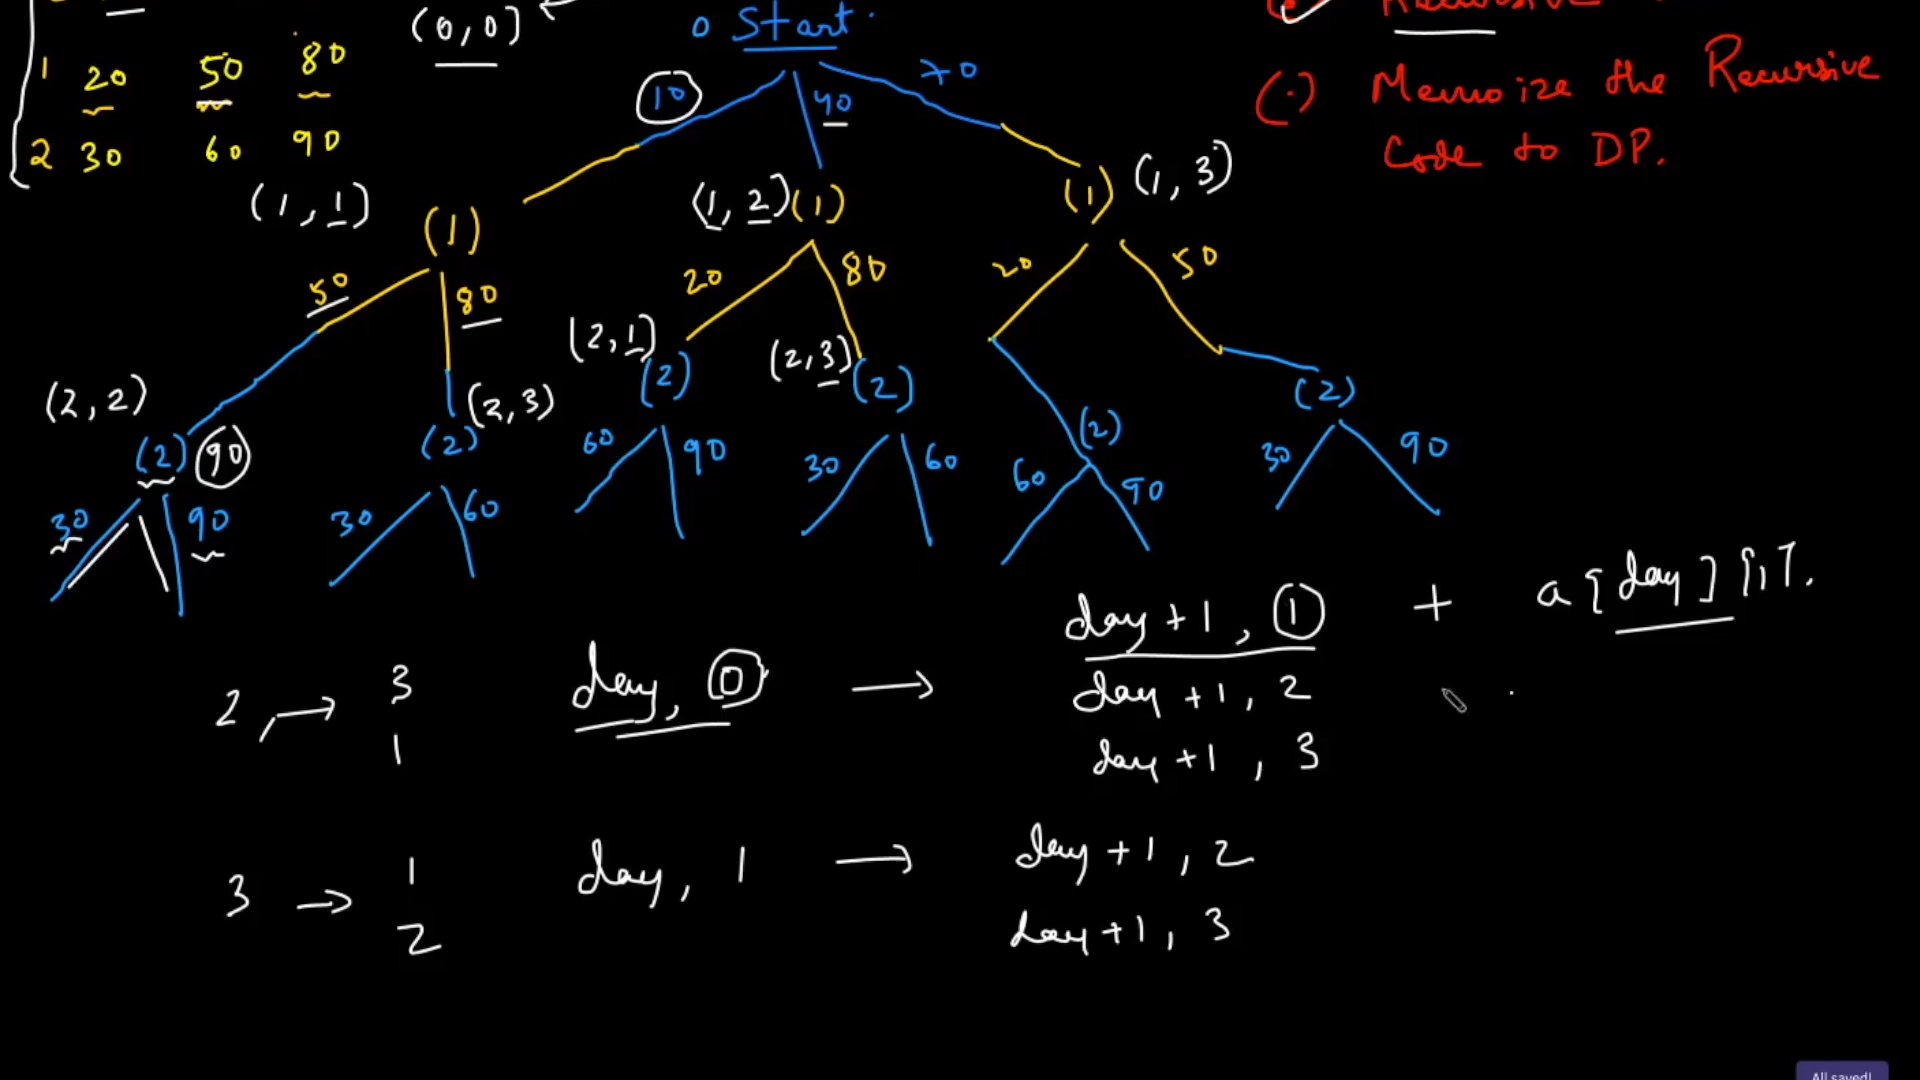 (0,0)
0 Start.
Recursive
1 20 50 80
(·) Memoize the Recursive
Code to DP.
2 30 60 90
10
40
70
(1,1)
(1)
(1,2) (1)
(1) (1,3)
50
80
20
80
20
50
(2,1)
(2)
(2,3)
(2)
(2,2)
(2) 90
(2,3)
(2)
(2)
(2)
30
90
30
60
60
90
30
60
60
90
30
90
day+1, 1 + a[day][1].
2, → 3
1
day, 0 → day+1, 2
day+1, 3
3 → 1
2
day, 1 → day+1, 2
day+1, 3
All saved!